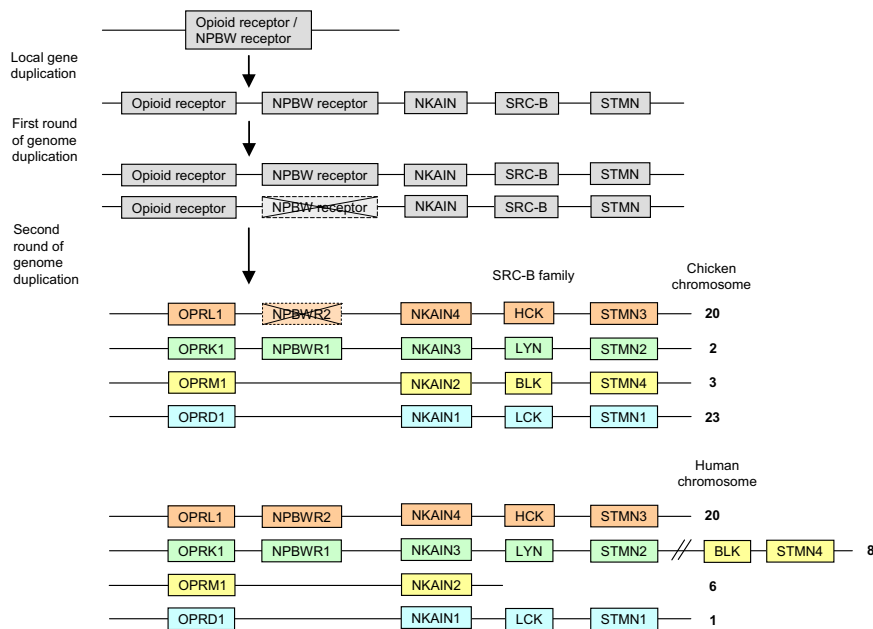 Opioid receptor /
NPBW receptor
Local gene
duplication
Opioid receptor NPBW receptor NKAIN SRC-B STMN
First round
of genome
duplication
Opioid receptor NPBW receptor NKAIN SRC-B STMN
Opioid receptor NPBW receptor NKAIN SRC-B STMN
Second
round of
genome
duplication
SRC-B family
Chicken
chromosome
OPRL1 NPBWR2 NKAIN4 HCK STMN3 20
OPRK1 NPBWR1 NKAIN3 LYN STMN2 2
OPRM1 NKAIN2 BLK STMN4 3
OPRD1 NKAIN1 LCK STMN1 23
Human
chromosome
OPRL1 NPBWR2 NKAIN4 HCK STMN3 20
OPRK1 NPBWR1 NKAIN3 LYN STMN2 // BLK STMN4 8
OPRM1 NKAIN2 6
OPRD1 NKAIN1 LCK STMN1 1